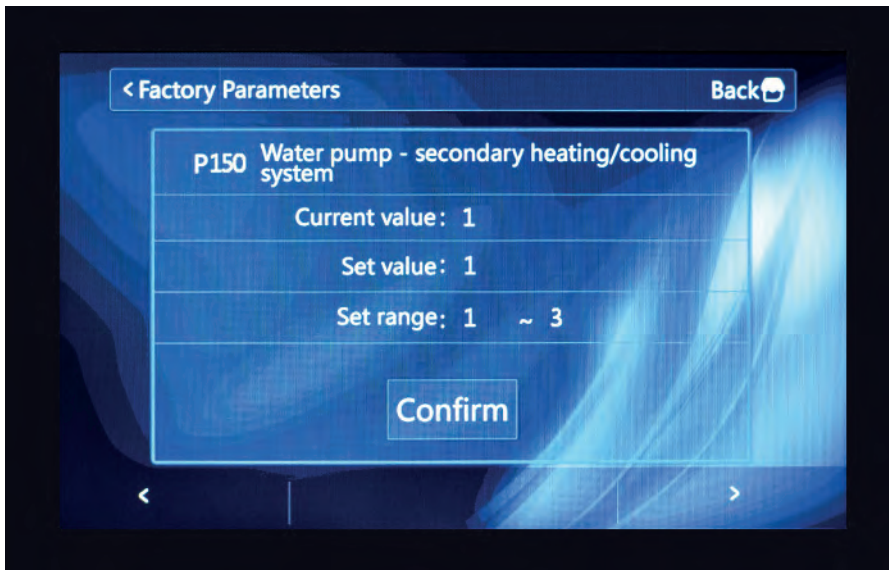 < Factory Parameters Back
P150 Water pump - secondary heating/cooling
system
Current value: 1
Set value: 1
Set range: 1 ~ 3
Confirm
< >